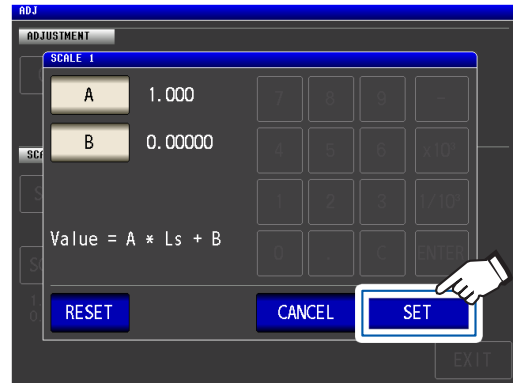 ADJ
ADJUSTMENT
SCALE 1
A 1.000 7 8 9 -
B 0.00000 4 5 6 x10³
1 2 3 1/10³
Value = A * Ls + B
0 . C ENTER
RESET CANCEL SET
EXIT